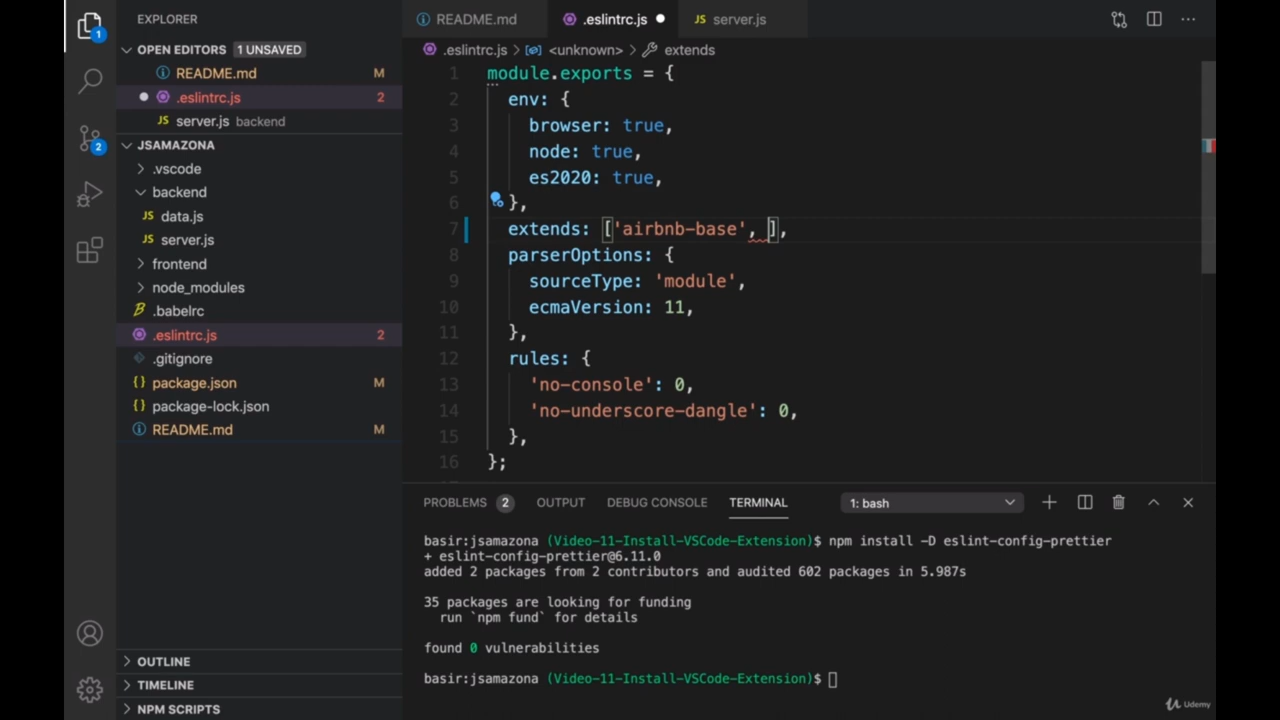 EXPLORER
OPEN EDITORS 1 UNSAVED
README.md M
.eslintrc.js 2
JS server.js backend
JSAMAZONA
.vscode
backend
JS data.js
JS server.js
frontend
node_modules
.babelrc
.eslintrc.js 2
.gitignore
{} package.json M
{} package-lock.json
README.md M
OUTLINE
TIMELINE
NPM SCRIPTS
1
2
README.md
.eslintrc.js
JS server.js
.eslintrc.js > <unknown> > extends
1 module.exports = {
2 env: {
3 browser: true,
4 node: true,
5 es2020: true,
6 },
7 extends: ['airbnb-base', ],
8 parserOptions: {
9 sourceType: 'module',
10 ecmaVersion: 11,
11 },
12 rules: {
13 'no-console': 0,
14 'no-underscore-dangle': 0,
15 },
16 };
PROBLEMS 2 OUTPUT DEBUG CONSOLE TERMINAL 1: bash
basir:jsamazona (Video-11-Install-VSCode-Extension)$ npm install -D eslint-config-prettier
+ eslint-config-prettier@6.11.0
added 2 packages from 2 contributors and audited 602 packages in 5.987s
35 packages are looking for funding
run `npm fund` for details
found 0 vulnerabilities
basir:jsamazona (Video-11-Install-VSCode-Extension)$
Udemy